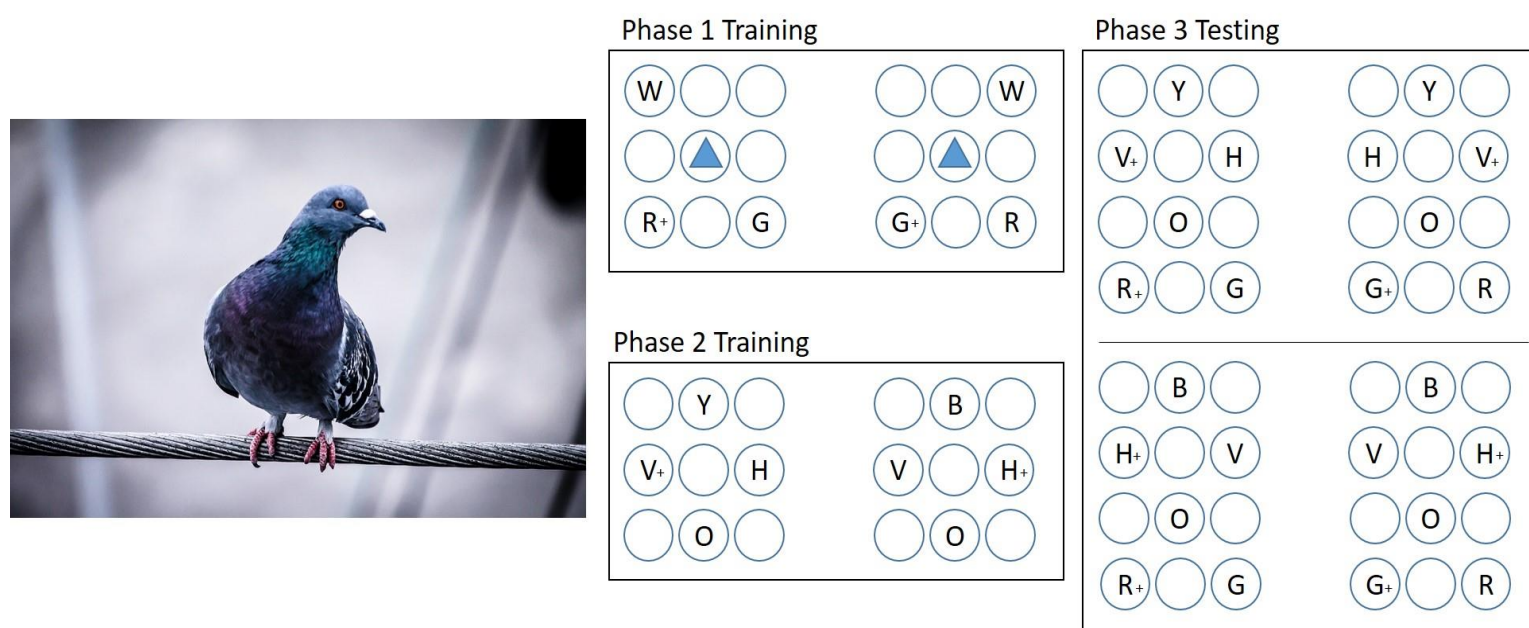 Phase 1 Training
W W
R+ G G+ R
Phase 2 Training
Y B
V+ H V H+
O O
Phase 3 Testing
Y Y
V+ H H V+
O O
R+ G G+ R
B B
H+ V V H+
O O
R+ G G+ R